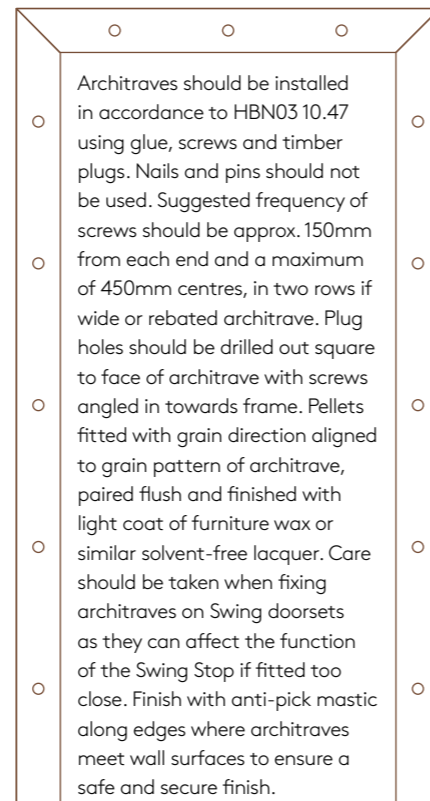 Architraves should be installed
in accordance to HBN03 10.47
using glue, screws and timber
plugs. Nails and pins should not
be used. Suggested frequency of
screws should be approx. 150mm
from each end and a maximum
of 450mm centres, in two rows if
wide or rebated architrave. Plug
holes should be drilled out square
to face of architrave with screws
angled in towards frame. Pellets
fitted with grain direction aligned
to grain pattern of architrave,
paired flush and finished with
light coat of furniture wax or
similar solvent-free lacquer. Care
should be taken when fixing
architraves on Swing doorsets
as they can affect the function
of the Swing Stop if fitted too
close. Finish with anti-pick mastic
along edges where architraves
meet wall surfaces to ensure a
safe and secure finish.